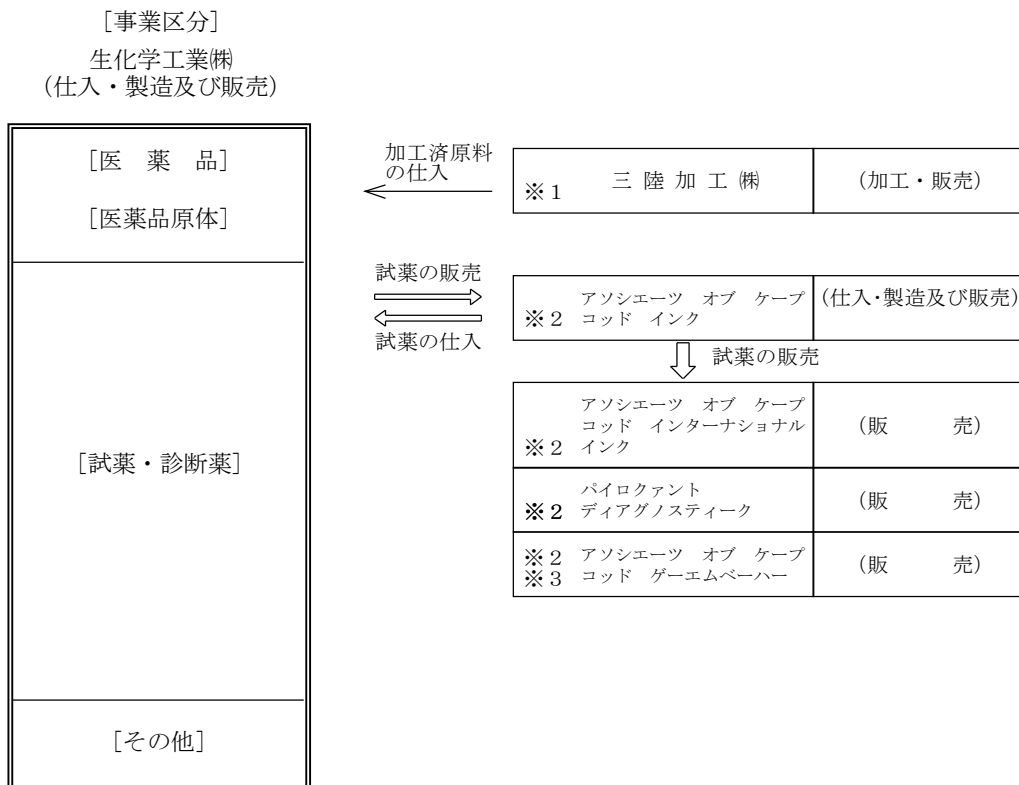 [事業区分]
生化学工業㈱
(仕入・製造及び販売)
[医　薬　品]
[医薬品原体]
[試薬・診断薬]
[その他]
加工済原料
の仕入
※1　三 陸 加 工 ㈱　(加工・販売)
試薬の販売
試薬の仕入
アソシエーツ　オブ　ケープ　(仕入・製造及び販売)
※2　コッド　インク
試薬の販売
アソシエーツ　オブ　ケープ
コッド　インターナショナル　(販　　売)
※2　インク
パイロクァント　(販　　売)
※2　ディアグノスティーク
※2　アソシエーツ　オブ　ケープ　(販　　売)
※3　コッド　ゲーエムベーハー